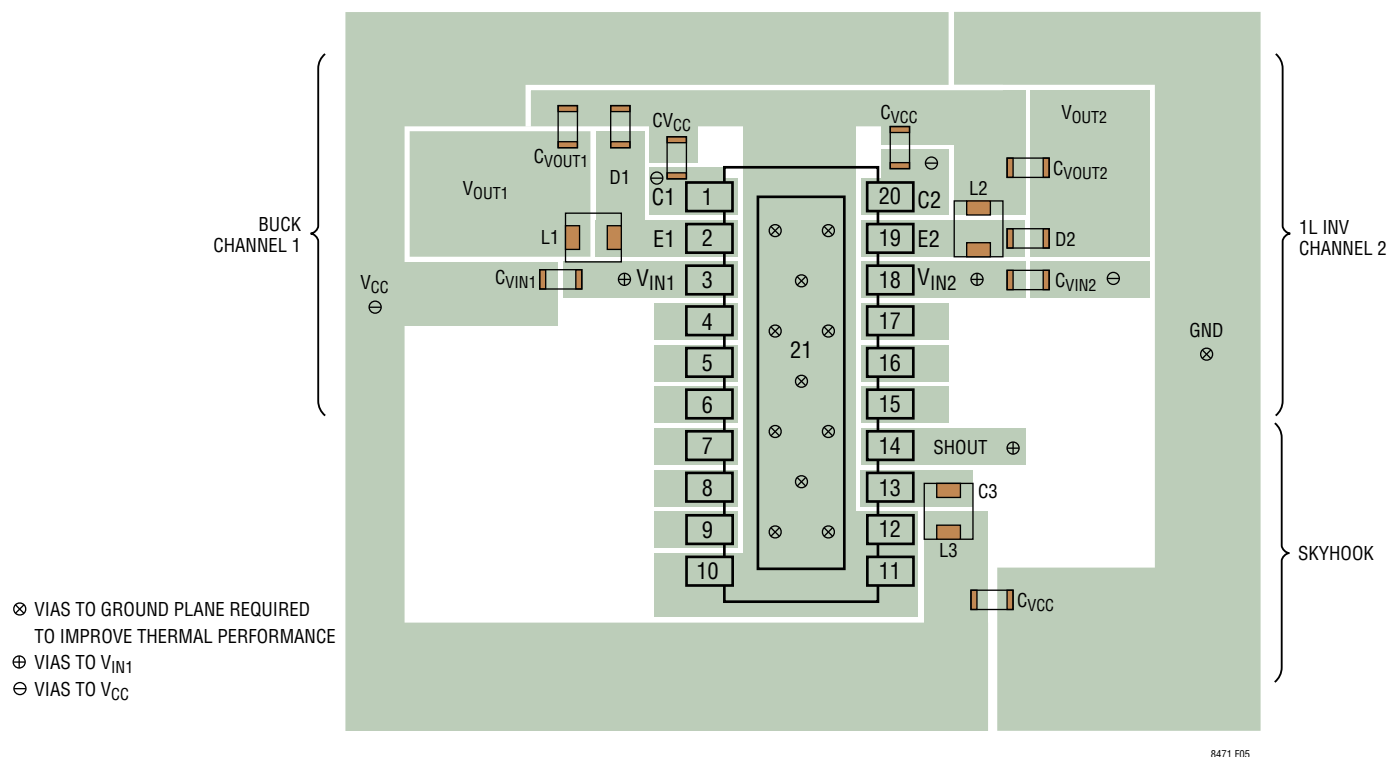 BUCK
CHANNEL 1
1L INV
CHANNEL 2
SKYHOOK
VCC
VOUT1
CVOUT1
D1
CVCC
CVCC
VOUT2
CVOUT2
L1
C1
1
20
C2
L2
E1
2
19
E2
D2
CVIN1
VIN1
3
18
VIN2
CVIN2
4
17
GND
5
21
16
6
15
7
14
SHOUT
8
13
C3
9
12
L3
10
11
CVCC
VIAS TO GROUND PLANE REQUIRED
TO IMPROVE THERMAL PERFORMANCE
VIAS TO VIN1
VIAS TO VCC
8471 F05